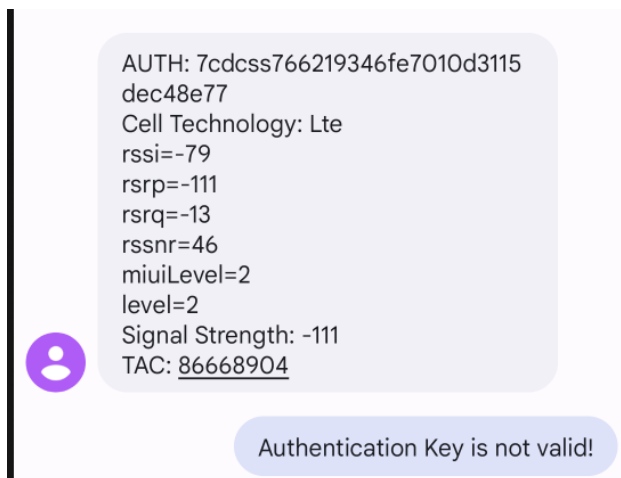 AUTH: 7cdcss766219346fe7010d3115
dec48e77
Cell Technology: Lte
rssi=-79
rsrp=-111
rsrq=-13
rssnr=46
miuiLevel=2
level=2
Signal Strength: -111
TAC: 86668904
Authentication Key is not valid!